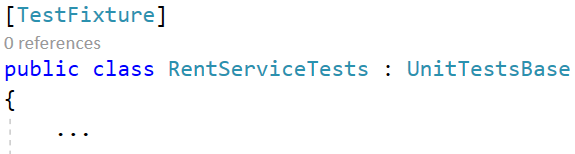 [TestFixture]
0 references
public class RentServiceTests : UnitTestsBase
{
...